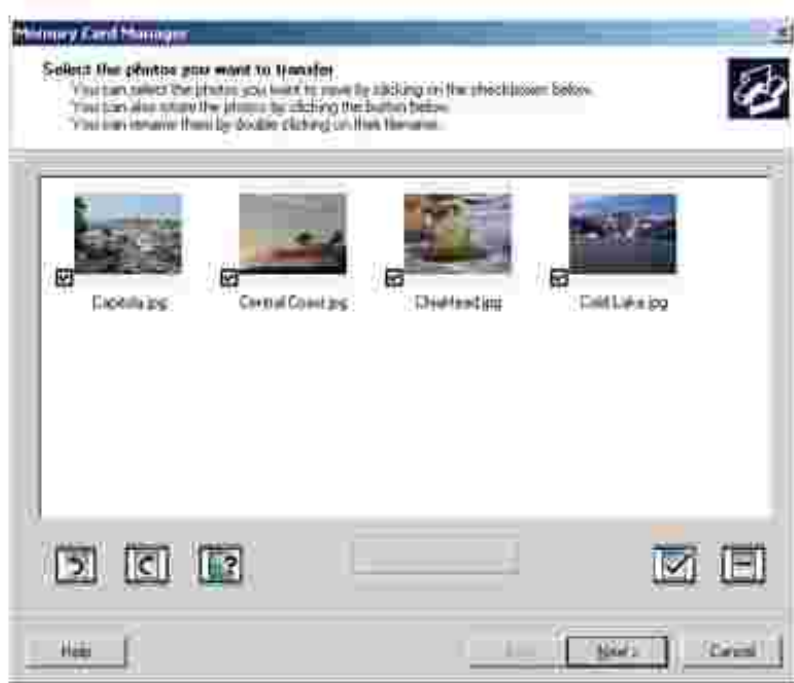 Memory Card Manager
Select the photos you want to transfer
You can select the photos you want to save by clicking on the checkboxes below.
You can also rotate the photos by clicking the button below.
You can rename them by double clicking on their filename.
Capitola.jpg
Central Coast.jpg
Cold Lake.jpg
?
Help
Next >
Cancel